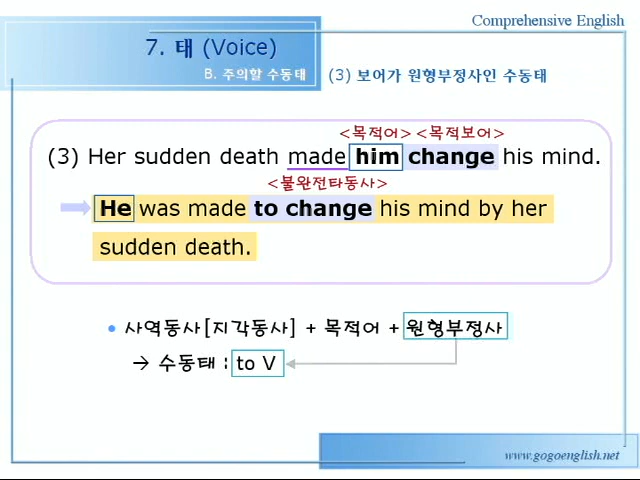 Comprehensive English
7. 태 (Voice)
B. 주의할 수동태
(3) 보어가 원형부정사인 수동태
<목적어> <목적보어>
(3) Her sudden death made him change his mind.
<불완전타동사>
He was made to change his mind by her
sudden death.
• 사역동사[지각동사] + 목적어 + 원형부정사
→ 수동태 : to V
www.gogoenglish.net